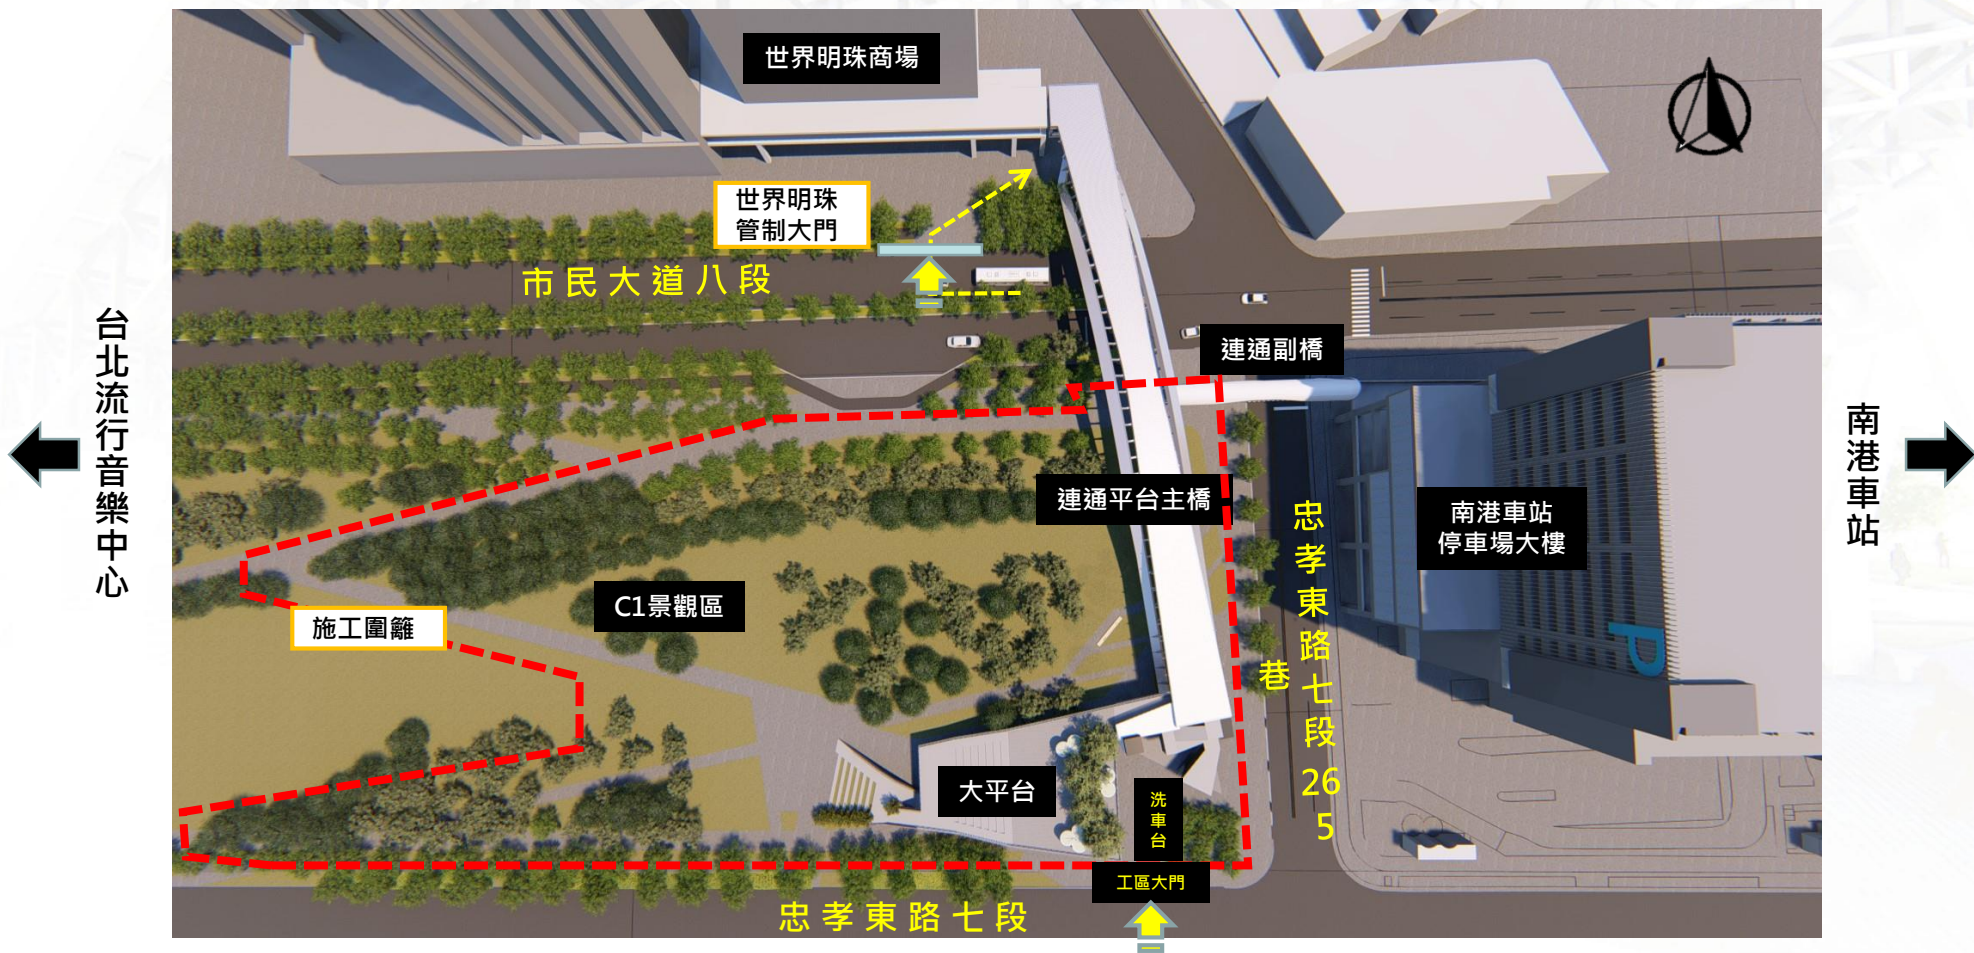 世界明珠商場
世界明珠
管制大門
市民大道八段
連通副橋
台北流行音樂中心
南港車站
連通平台主橋
南港車站
停車場大樓
忠孝東路七段265
巷
C1景觀區
施工圍籬
P
大平台
洗車台
工區大門
忠孝東路七段